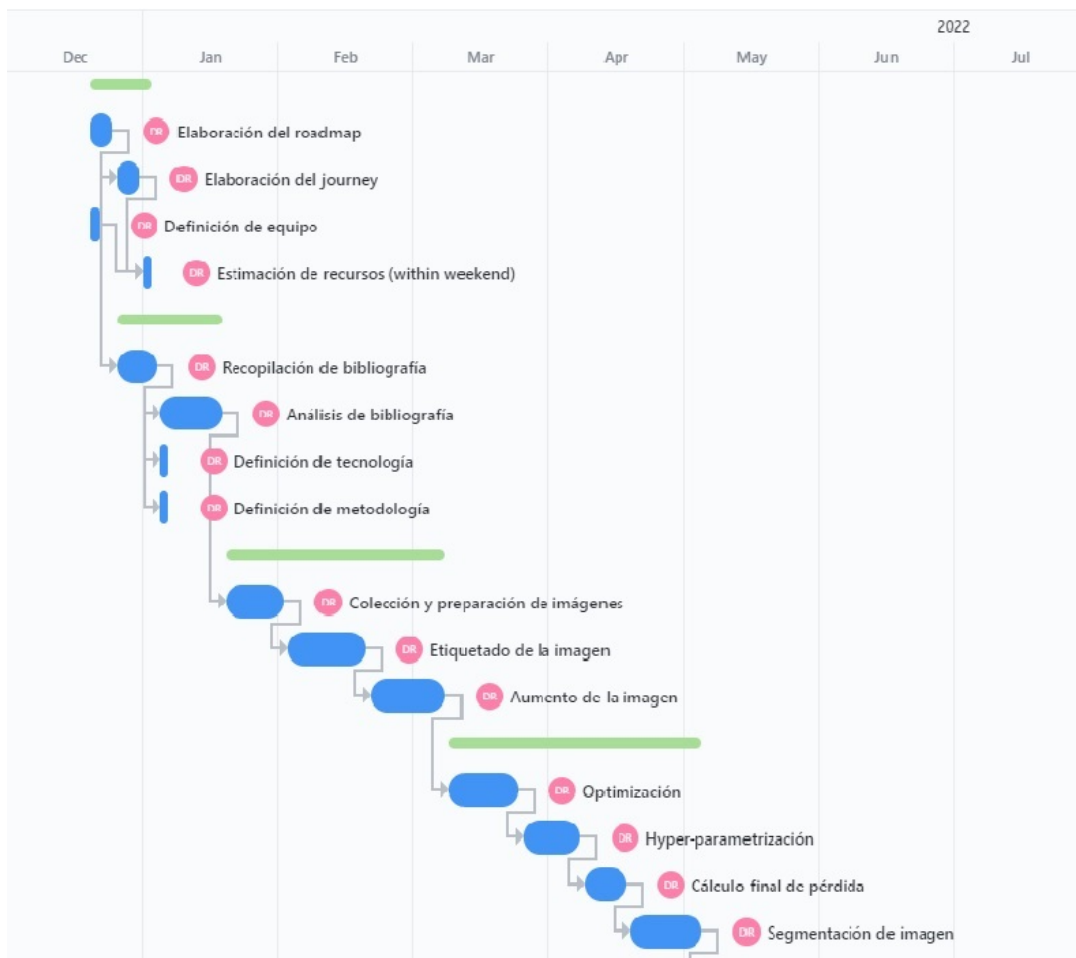 2022
Dec Jan Feb Mar Apr May Jun Jul
DR Elaboración del roadmap
DR Elaboración del journey
DR Definición de equipo
DR Estimación de recursos (within weekend)
DR Recopilación de bibliografía
DR Análisis de bibliografía
DR Definición de tecnología
DR Definición de metodología
DR Colección y preparación de imágenes
DR Etiquetado de la imagen
DR Aumento de la imagen
DR Optimización
DR Hyper-parametrización
DR Cálculo final de pérdida
DR Segmentación de imagen